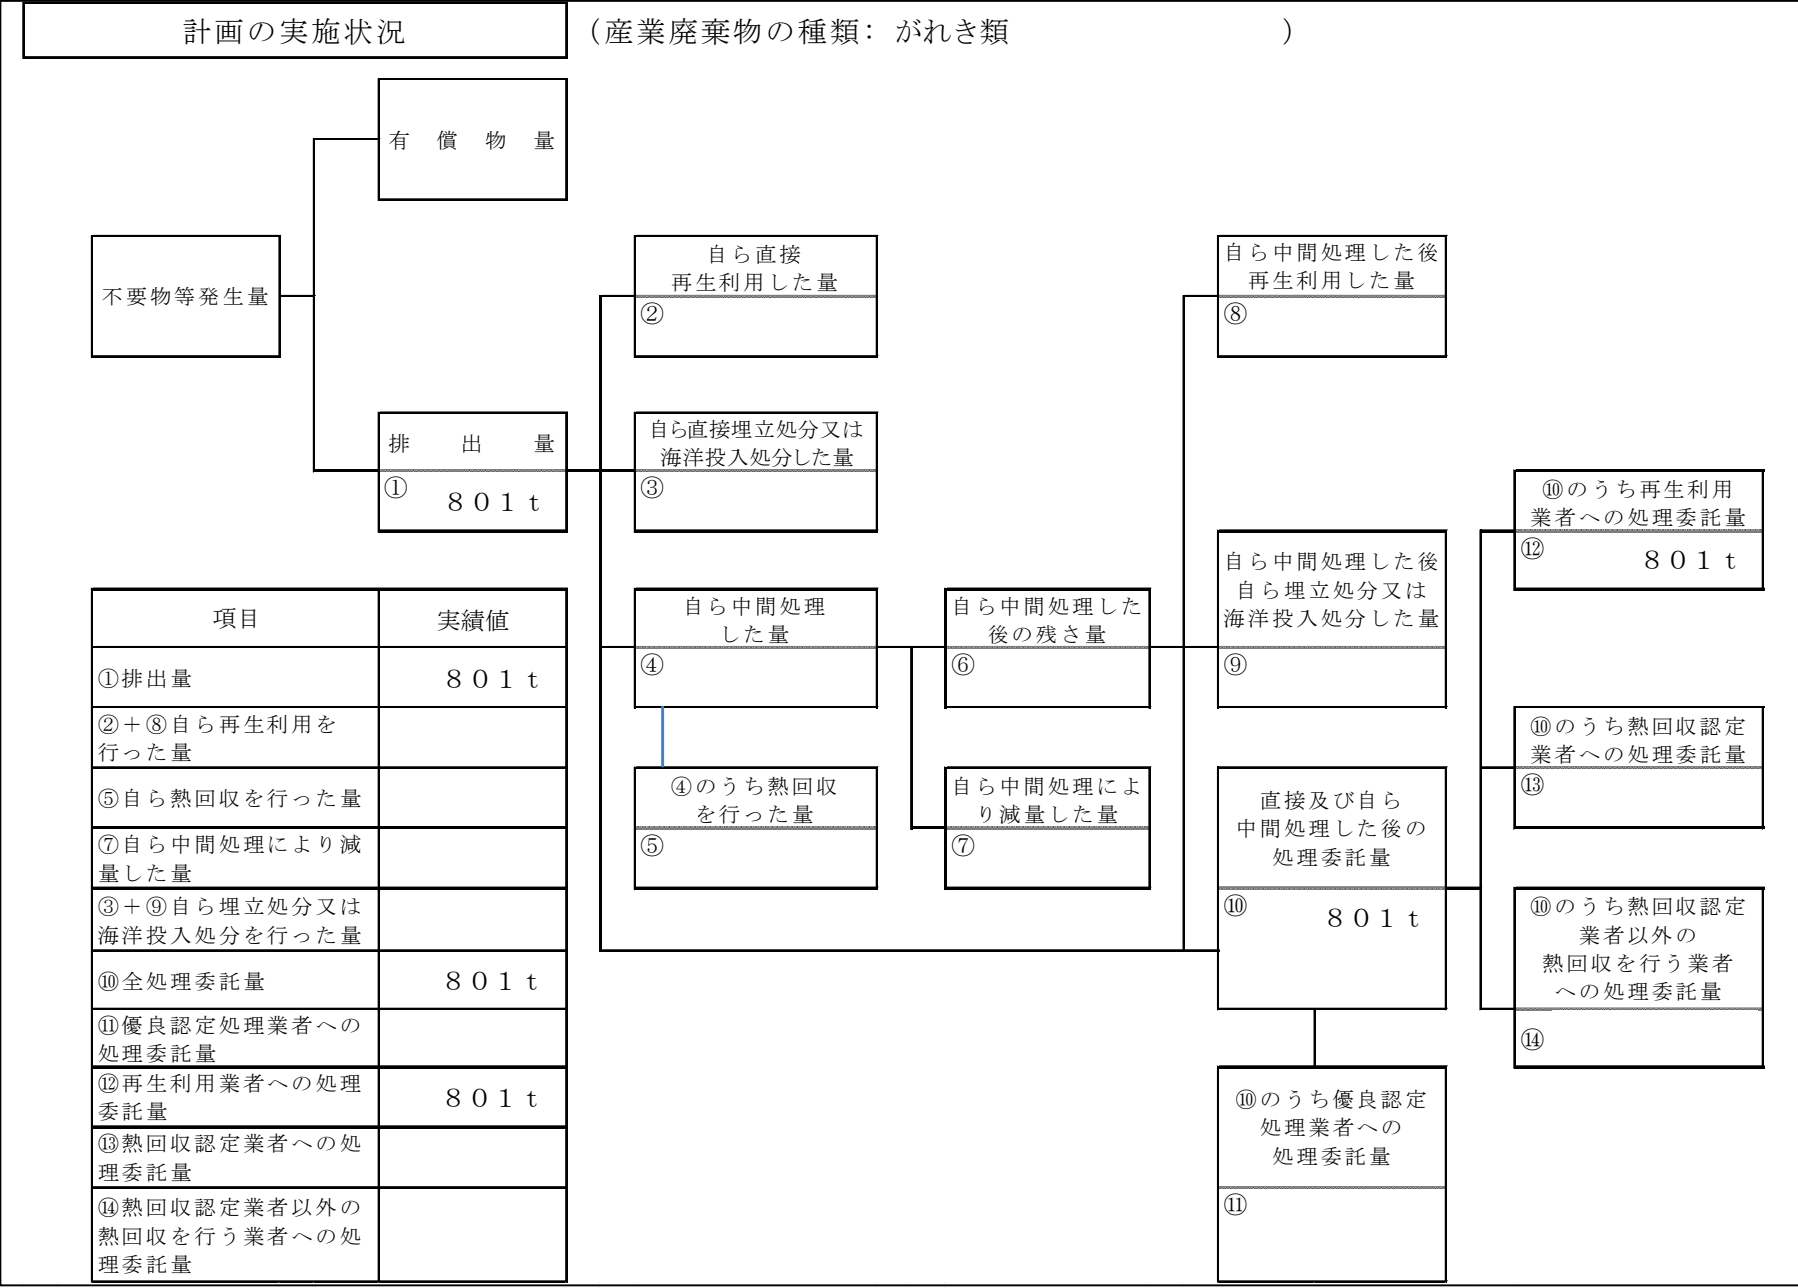 計画の実施状況
（産業廃棄物の種類： がれき類　　　　　　　　　）
有償物量
不要物等発生量
排出量
①
８０１ｔ
自ら直接
再生利用した量
②
自ら直接埋立処分又は
海洋投入処分した量
③
自ら中間処理
した量
④
④のうち熱回収
を行った量
⑤
自ら中間処理した
後の残さ量
⑥
自ら中間処理によ
り減量した量
⑦
自ら中間処理した後
再生利用した量
⑧
自ら中間処理した後
自ら埋立処分又は
海洋投入処分した量
⑨
直接及び自ら
中間処理した後の
処理委託量
⑩
８０１ｔ
⑩のうち優良認定
処理業者への
処理委託量
⑪
⑩のうち再生利用
業者への処理委託量
⑫
８０１ｔ
⑩のうち熱回収認定
業者への処理委託量
⑬
⑩のうち熱回収認定
業者以外の
熱回収を行う業者
への処理委託量
⑭
項目 実績値
①排出量 ８０１ｔ
②＋⑧自ら再生利用を
行った量
⑤自ら熱回収を行った量
⑦自ら中間処理により減
量した量
③＋⑨自ら埋立処分又は
海洋投入処分を行った量
⑩全処理委託量 ８０１ｔ
⑪優良認定処理業者への
処理委託量
⑫再生利用業者への処理
委託量
８０１ｔ
⑬熱回収認定業者への処
理委託量
⑭熱回収認定業者以外の
熱回収を行う業者への処
理委託量